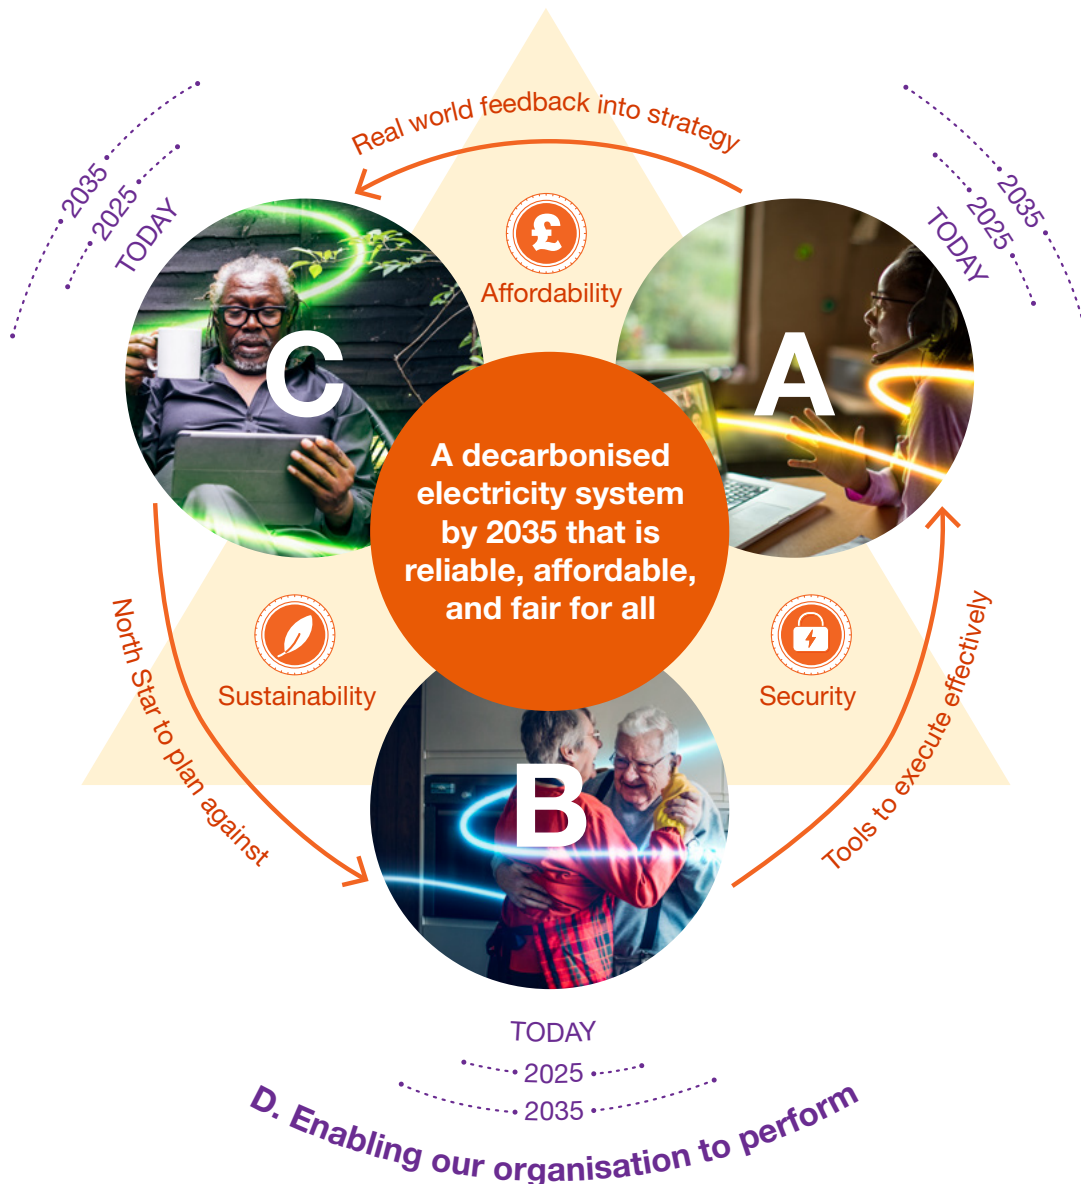 Real world feedback into strategy
2035
2025
TODAY
2035
2025
TODAY
£
Affordability
C
A
A decarbonised
electricity system
by 2035 that is
reliable, affordable,
and fair for all
North Star to plan against
Sustainability
Security
Tools to execute effectively
B
TODAY
2025
2035
D. Enabling our organisation to perform